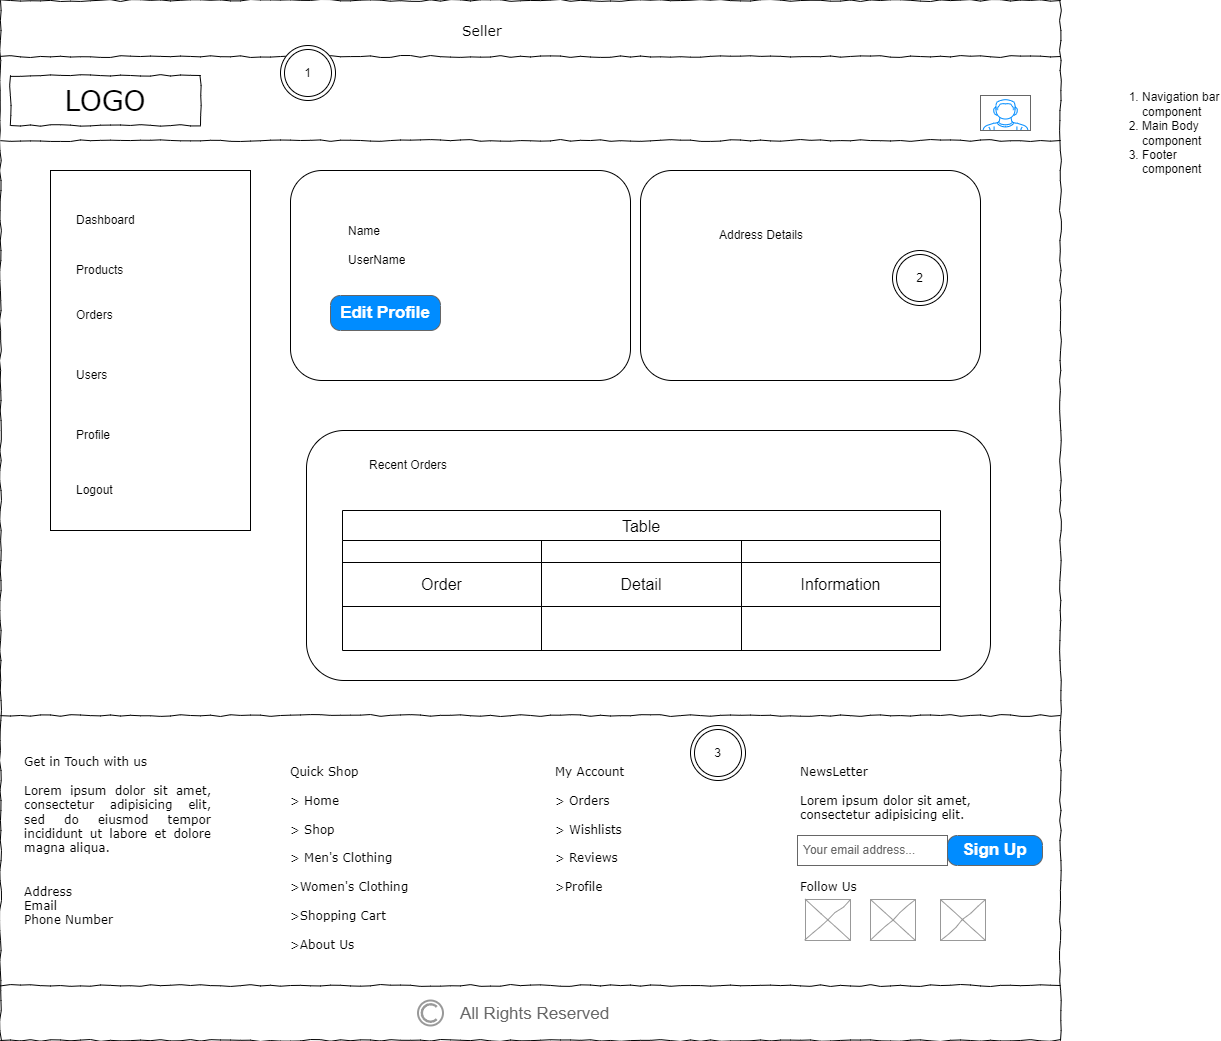 Seller
1
LOGO
1. Navigation bar
component
2. Main Body
component
3. Footer
component
Dashboard
Products
Orders
Users
Profile
Logout
Name
UserName
Edit Profile
Address Details
2
Recent Orders
Table
Order Detail Information
3
Get in Touch with us
Lorem ipsum dolor sit amet,
consectetur adipisicing elit,
sed do eiusmod tempor
incididunt ut labore et dolore
magna aliqua.
Address
Email
Phone Number
Quick Shop
> Home
> Shop
> Men's Clothing
>Women's Clothing
>Shopping Cart
>About Us
My Account
> Orders
> Wishlists
> Reviews
>Profile
NewsLetter
Lorem ipsum dolor sit amet,
consectetur adipisicing elit.
Your email address...
Sign Up
Follow Us
© All Rights Reserved